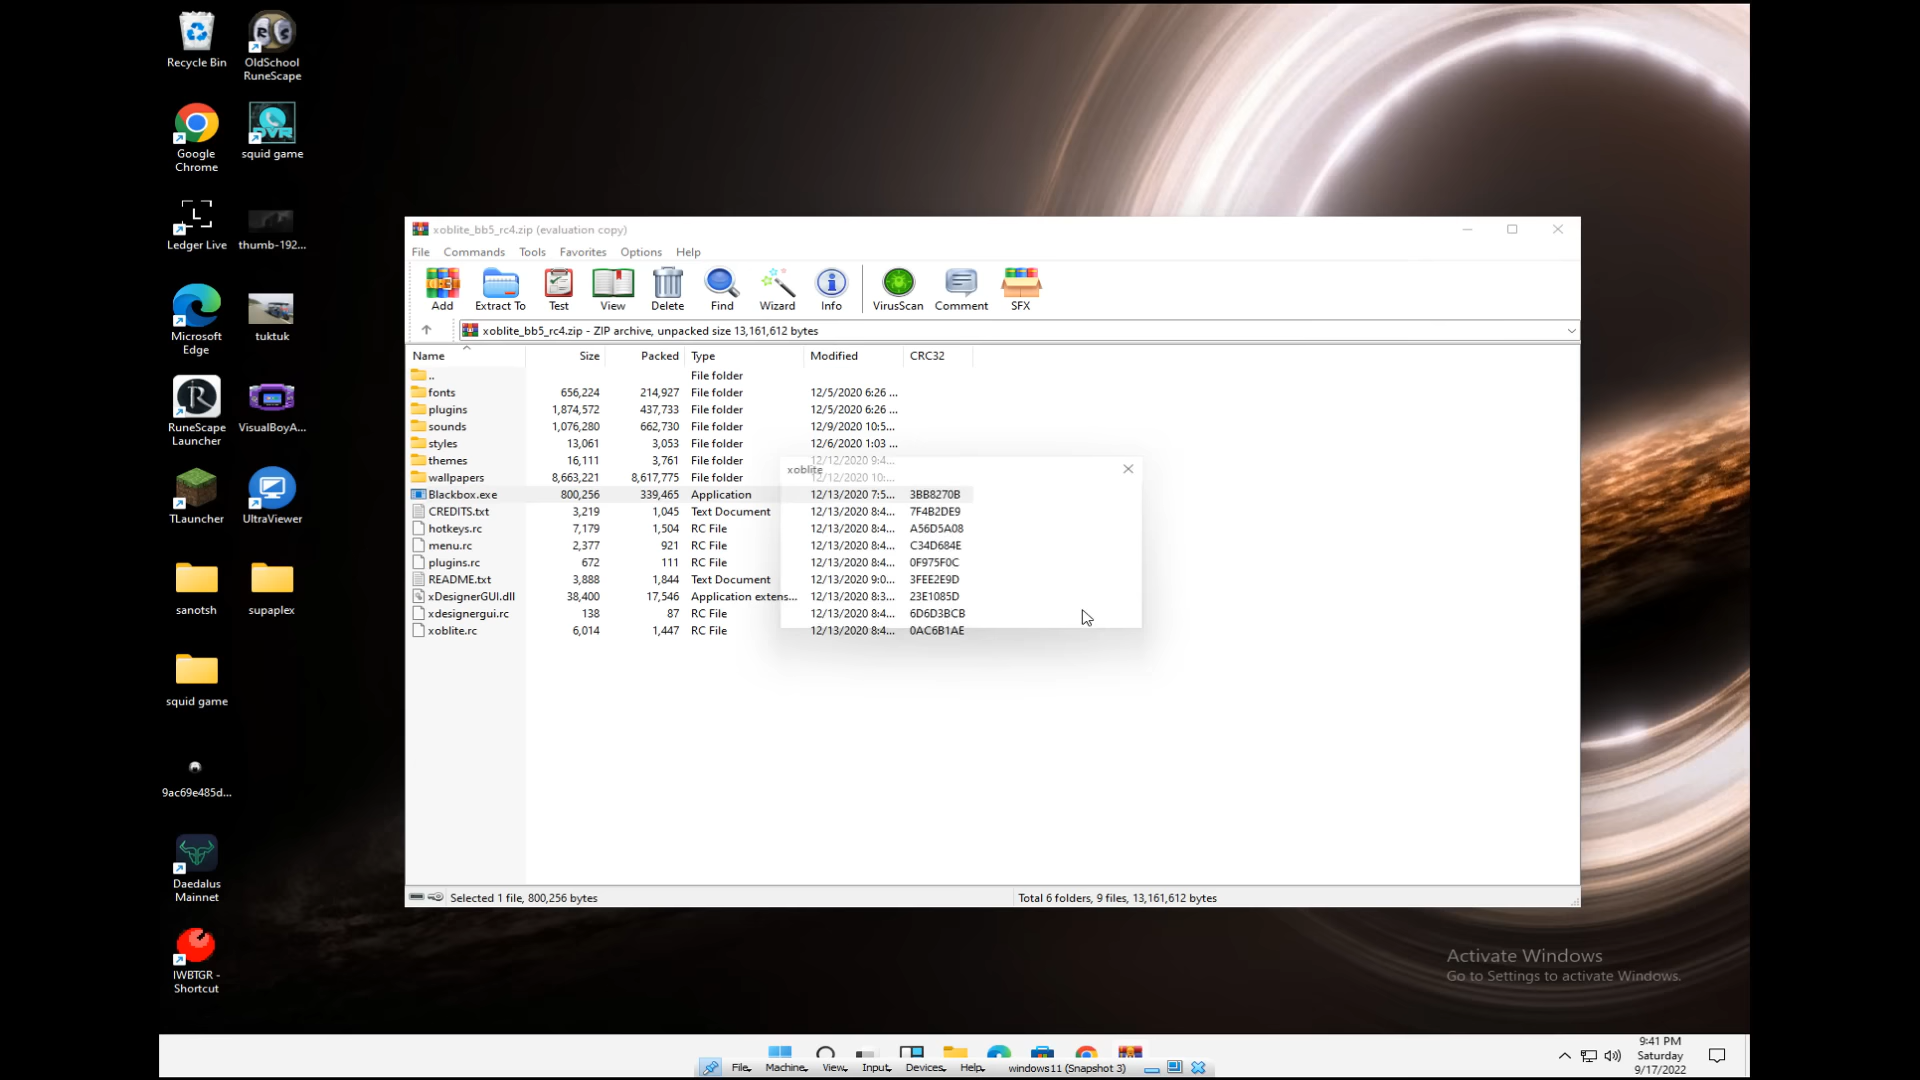 Recycle Bin
OldSchool
RuneScape
Google
Chrome
squid game
Ledger Live
thumb-192...
Microsoft
Edge
tuktuk
RuneScape
Launcher
VisualBoyA...
TLauncher
UltraViewer
sanotsh
supaplex
squid game
9ac69e485d...
Daedalus
Mainnet
IWBTGR -
Shortcut
xoblite_bb5_rc4.zip (evaluation copy)
File Commands Tools Favorites Options Help
Add Extract To Test View Delete Find Wizard Info VirusScan Comment SFX
xoblite_bb5_rc4.zip - ZIP archive, unpacked size 13,161,612 bytes
Name Size Packed Type Modified CRC32
.. File folder
fonts 656,224 214,927 File folder 12/5/2020 6:26 ...
plugins 1,874,572 437,733 File folder 12/5/2020 6:26 ...
sounds 1,076,280 662,730 File folder 12/9/2020 10:5...
styles 13,061 3,053 File folder 12/6/2020 1:03 ...
themes 16,111 3,761 File folder 12/12/2020 9:4...
xoblite
wallpapers 8,663,221 8,617,775 File folder 12/12/2020 10:...
Blackbox.exe 800,256 339,465 Application 12/13/2020 7:5... 3BB8270B
CREDITS.txt 3,219 1,045 Text Document 12/13/2020 8:4... 7F4B2DE9
hotkeys.rc 7,179 1,504 RC File 12/13/2020 8:4... A56D5A08
menu.rc 2,377 921 RC File 12/13/2020 8:4... C34D684E
plugins.rc 672 111 RC File 12/13/2020 8:4... 0F975F0C
README.txt 3,888 1,844 Text Document 12/13/2020 9:0... 3FEE2E9D
xDesignerGUI.dll 38,400 17,546 Application extens... 12/13/2020 8:3... 23E1085D
xdesignergui.rc 138 87 RC File 12/13/2020 8:4... 6D6D3BCB
xoblite.rc 6,014 1,447 RC File 12/13/2020 8:4... 0AC6B1AE
Selected 1 file, 800,256 bytes
Total 6 folders, 9 files, 13,161,612 bytes
Activate Windows
Go to Settings to activate Windows.
File Machine View Input Devices Help windows11 (Snapshot 3)
9:41 PM
Saturday
9/17/2022